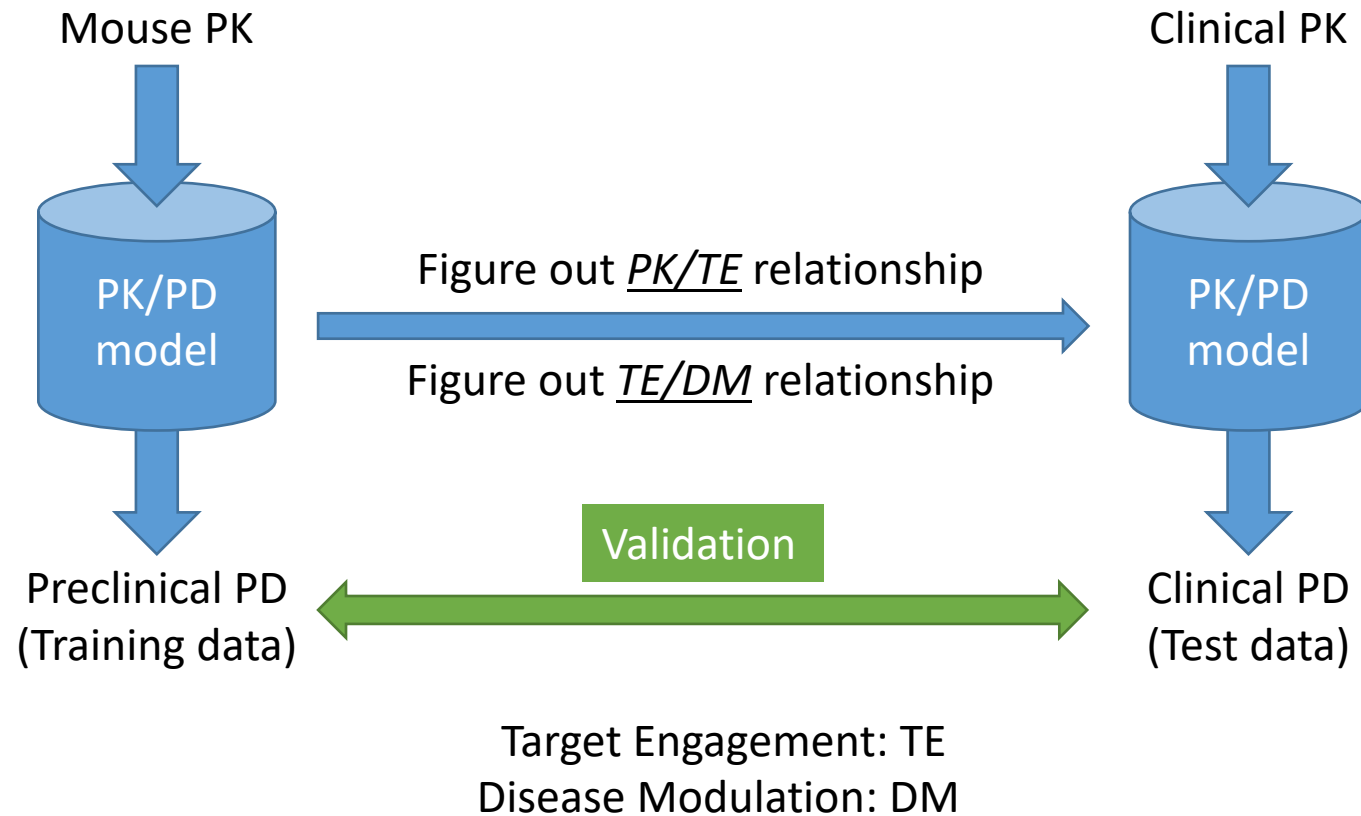 Mouse PK
Clinical PK
PK/PD
model
Figure out PK/TE relationship
Figure out TE/DM relationship
PK/PD
model
Validation
Preclinical PD
(Training data)
Clinical PD
(Test data)
Target Engagement: TE
Disease Modulation: DM